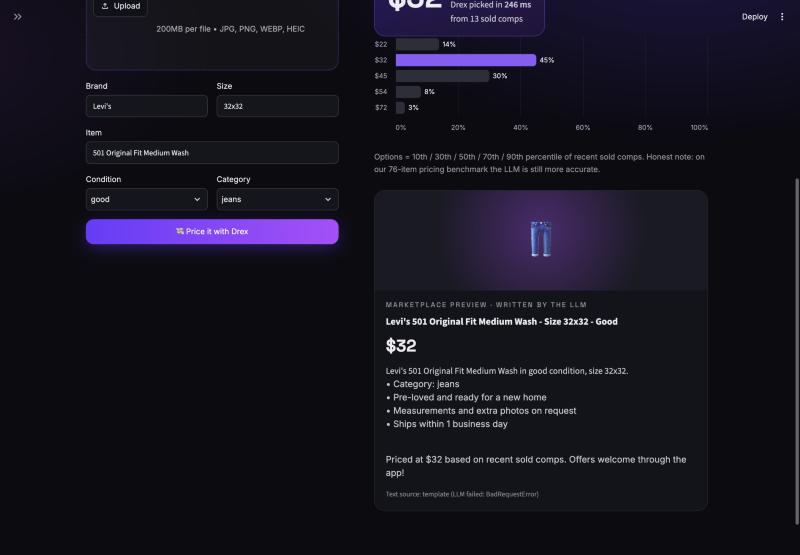 Upload
200MB per file • JPG, PNG, WEBP, HEIC
Brand
Size
Levi's
32x32
Item
501 Original Fit Medium Wash
Condition
Category
good
jeans
Price it with Drex
Deploy
$32
Drex picked in 246 ms
from 13 sold comps
$22
14%
$32
45%
$45
30%
$54
8%
$72
3%
0%
20%
40%
60%
80%
100%
Options = 10th / 30th / 50th / 70th / 90th percentile of recent sold comps. Honest note: on
our 76-item pricing benchmark the LLM is still more accurate.
MARKETPLACE PREVIEW · WRITTEN BY THE LLM
Levi's 501 Original Fit Medium Wash - Size 32x32 - Good
$32
Levi's 501 Original Fit Medium Wash in good condition, size 32x32.
• Category: jeans
• Pre-loved and ready for a new home
• Measurements and extra photos on request
• Ships within 1 business day
Priced at $32 based on recent sold comps. Offers welcome through the
app!
Text source: template (LLM failed: BadRequestError)